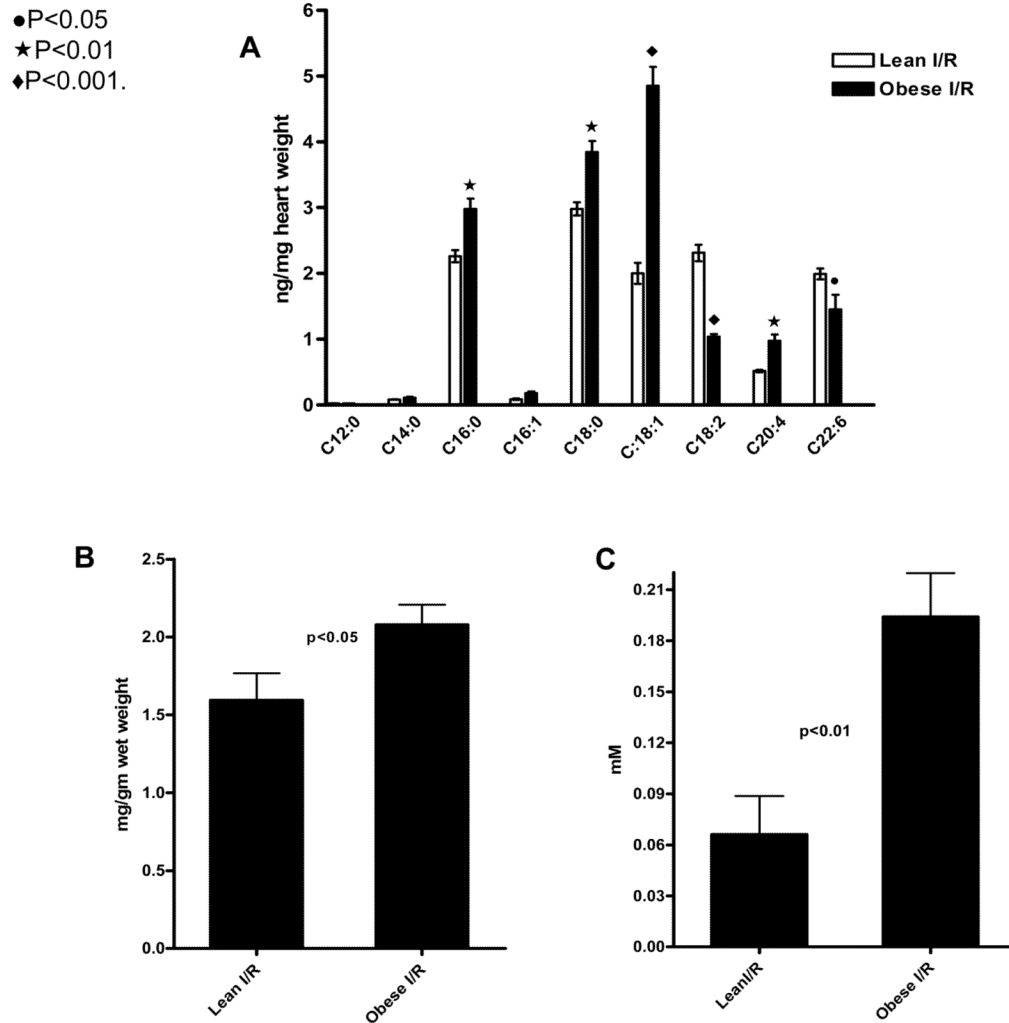 ●P<0.05
★P<0.01
◆P<0.001.
A
Lean I/R
Obese I/R
ng/mg heart weight
6
5
4
3
2
1
0
★
★
◆
◆
★
●
C12:0
C14:0
C16:0
C16:1
C18:0
C:18:1
C18:2
C20:4
C22:6
B
mg/gm wet weight
2.5
2.0
1.5
1.0
0.5
0.0
p<0.05
Lean I/R
Obese I/R
C
mM
0.21
0.18
0.15
0.12
0.09
0.06
0.03
0.00
p<0.01
LeanI/R
Obese I/R